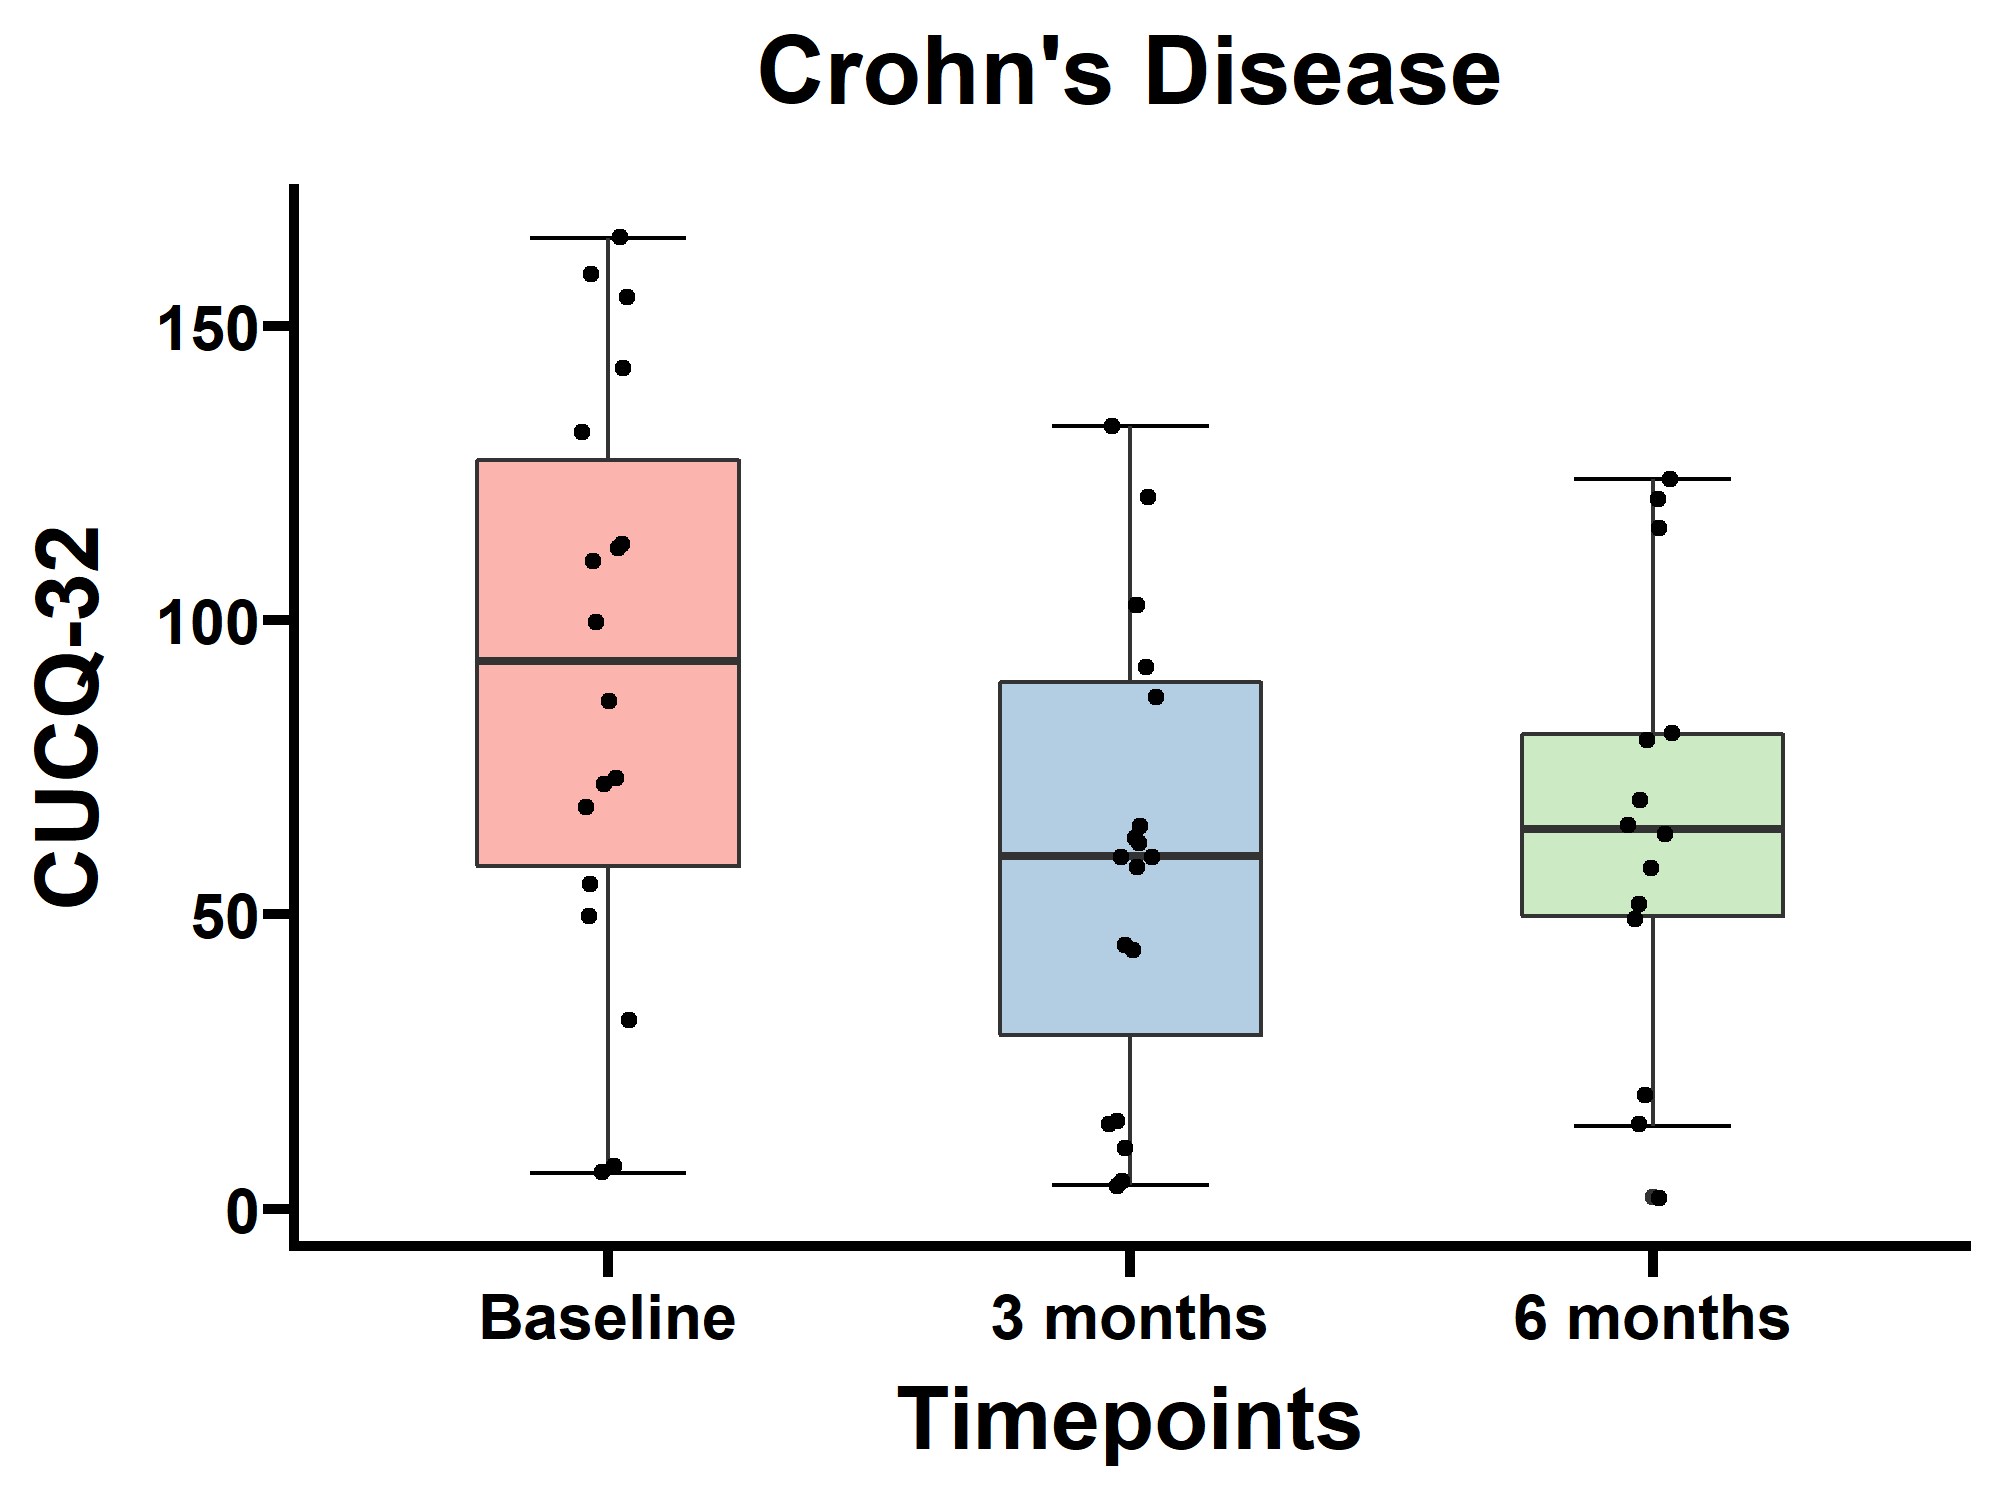 Crohn's Disease
CUCQ-32
150
100
50
0
Baseline
3 months
6 months
Timepoints